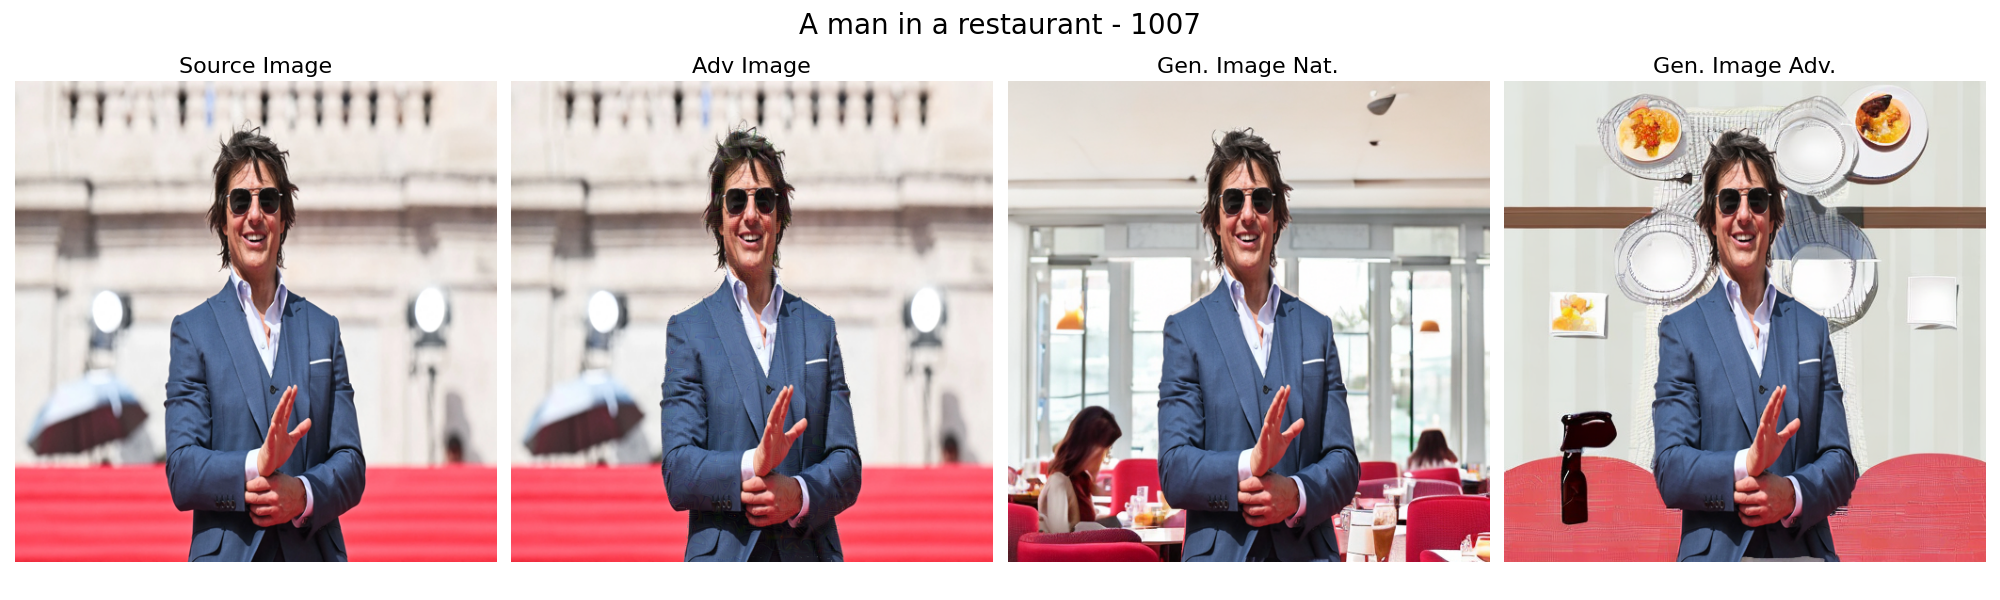 A man in a restaurant - 1007
Source Image
Adv Image
Gen. Image Nat.
Gen. Image Adv.